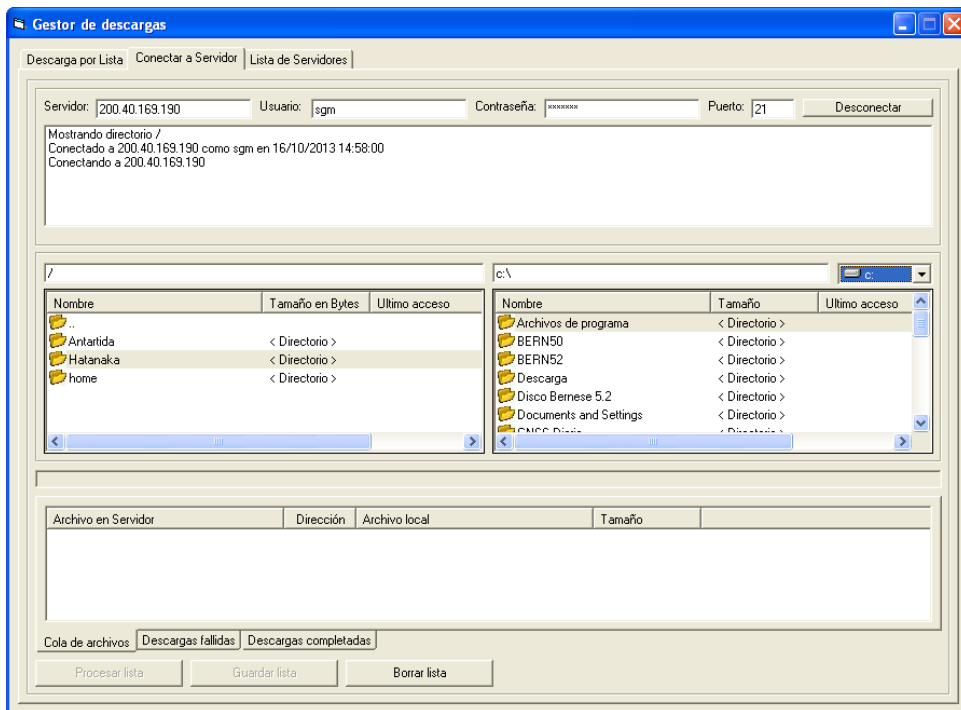 Gestor de descargas
Descarga por Lista Conectar a Servidor Lista de Servidores
Servidor: 200.40.169.190 Usuario: sgm Contraseña: ******* Puerto: 21 Desconectar
Mostrando directorio /
Conectado a 200.40.169.190 como sgm en 16/10/2013 14:58:00
Conectando a 200.40.169.190
/ c:\ c:
Nombre Tamaño en Bytes Ultimo acceso Nombre Tamaño Ultimo acceso
.. Archivos de programa < Directorio >
Antartida < Directorio > BERN50 < Directorio >
Hatanaka < Directorio > BERN52 < Directorio >
home < Directorio > Descarga < Directorio >
Disco Bernese 5.2 < Directorio >
Documents and Settings < Directorio >
Archivo en Servidor Dirección Archivo local Tamaño
Cola de archivos Descargas fallidas Descargas completadas
Procesar lista Guardar lista Borrar lista